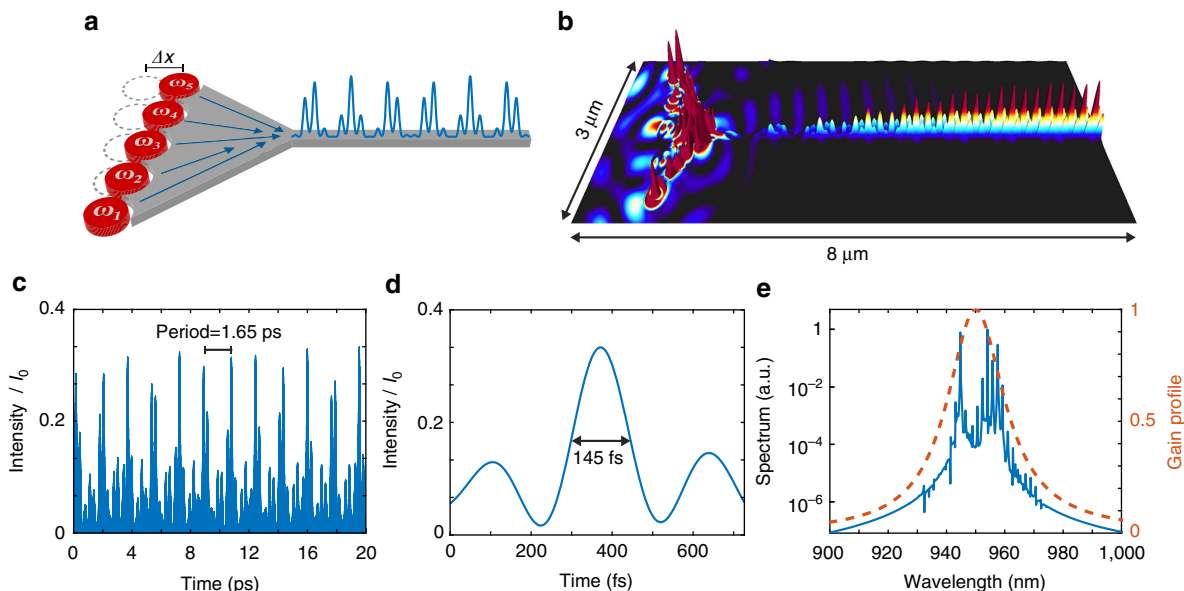 a
Δx
ω5
ω4
ω3
ω2
ω1
b
3 μm
8 μm
c
0.4
0.2
0
Intensity / I0
Period=1.65 ps
0 4 8 12 16 20
Time (ps)
d
0.4
0.2
0
Intensity / I0
145 fs
0 200 400 600
Time (fs)
e
1
10−2
10−4
10−6
Spectrum (a.u.)
1
0.5
0
Gain profile
900 920 940 960 980 1,000
Wavelength (nm)